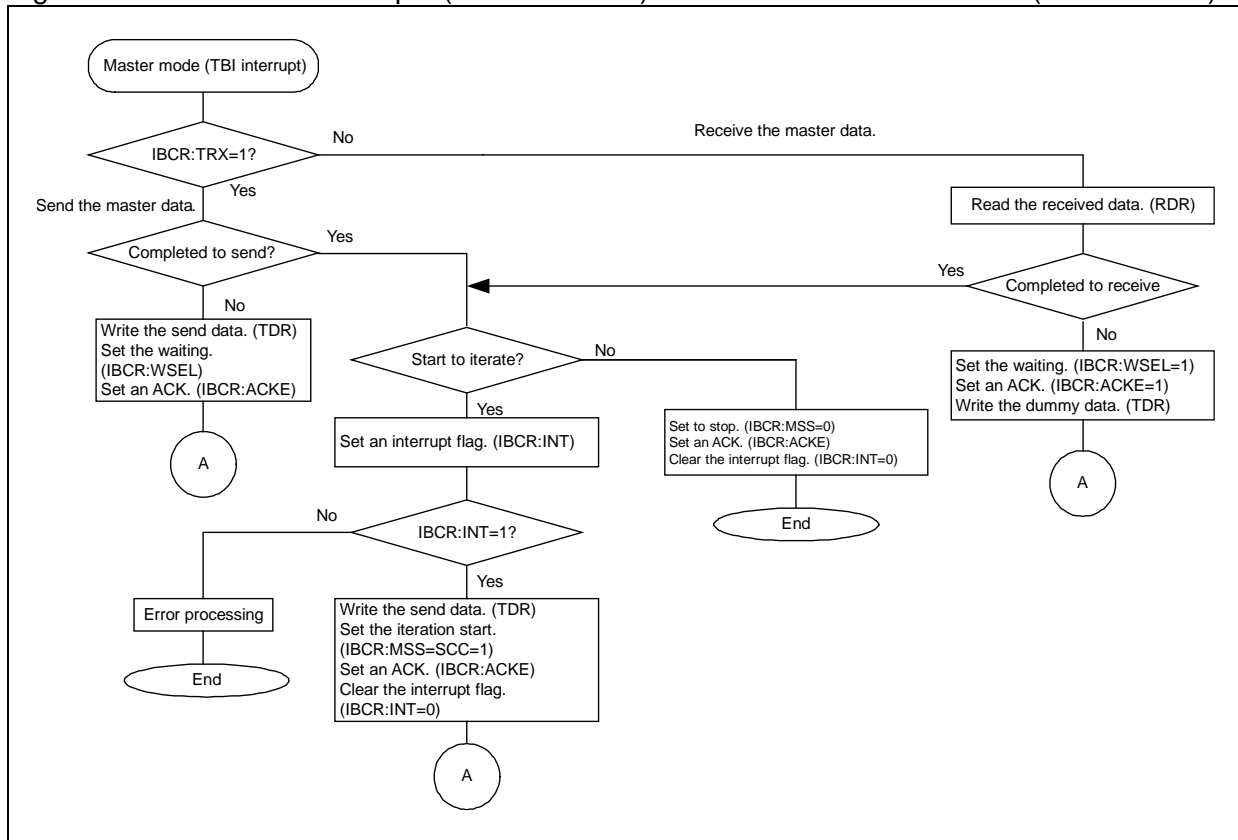 Master mode (TBI interrupt)
No
Receive the master data.
IBCR:TRX=1?
Yes
Send the master data.
Read the received data. (RDR)
Completed to send?
Yes
Yes
Completed to receive
No
No
Write the send data. (TDR)
Set the waiting.
(IBCR:WSEL)
Set an ACK. (IBCR:ACKE)
Start to iterate?
No
Set the waiting. (IBCR:WSEL=1)
Set an ACK. (IBCR:ACKE=1)
Write the dummy data. (TDR)
Yes
Set an interrupt flag. (IBCR:INT)
Set to stop. (IBCR:MSS=0)
Set an ACK. (IBCR:ACKE)
Clear the interrupt flag. (IBCR:INT=0)
A
A
No
IBCR:INT=1?
End
Yes
Error processing
Write the send data. (TDR)
Set the iteration start.
(IBCR:MSS=SCC=1)
Set an ACK. (IBCR:ACKE)
Clear the interrupt flag.
(IBCR:INT=0)
End
A